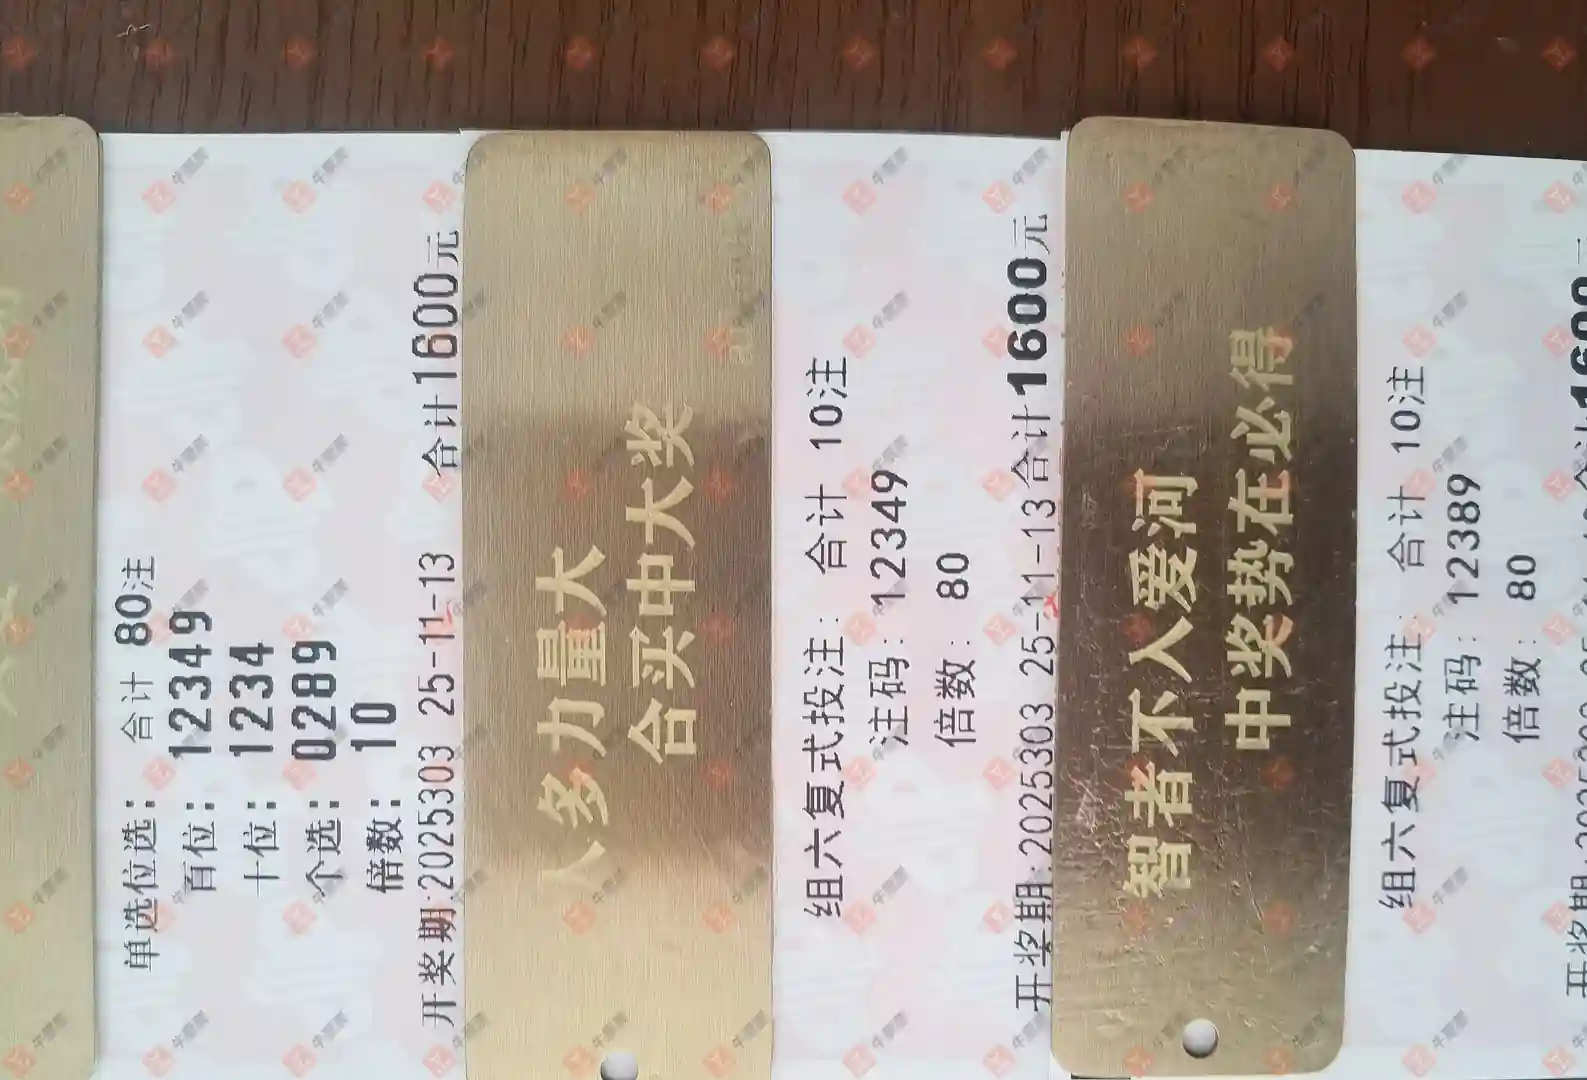 单选位选: 合计 80注
百位: 12349
十位: 1234
个选: 0289
倍数: 10
开奖期:2025303 25-11-13 合计1600元
人多力量大
合买中大奖
组六复式投注: 合计 10注
注码: 12349
倍数: 80
开奖期:2025303 25-11-13合计1600元
智者不入爱河
中奖势在必得
组六复式投注: 合计 10注
注码: 12389
倍数: 80